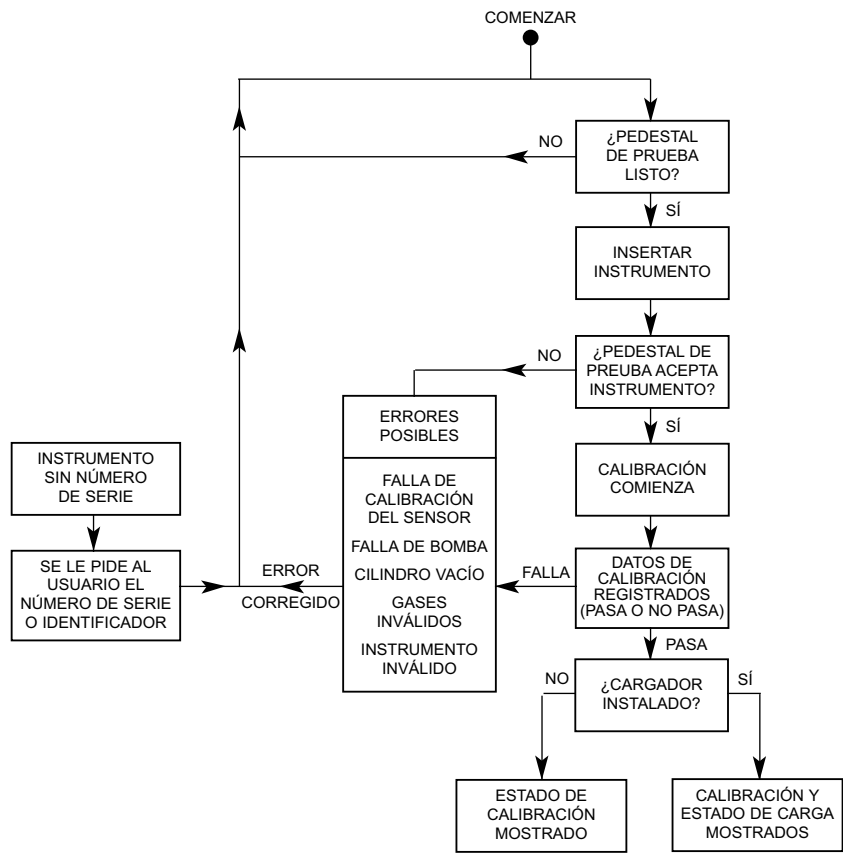 COMENZAR
¿PEDESTAL
DE PRUEBA
LISTO?
NO
SÍ
INSERTAR
INSTRUMENTO
¿PEDESTAL DE
PREUBA ACEPTA
INSTRUMENTO?
NO
SÍ
ERRORES
POSIBLES
FALLA DE
CALIBRACIÓN
DEL SENSOR
FALLA DE BOMBA
CILINDRO VACÍO
GASES
INVÁLIDOS
INSTRUMENTO
INVÁLIDO
CALIBRACIÓN
COMIENZA
INSTRUMENTO
SIN NÚMERO
DE SERIE
SE LE PIDE AL
USUARIO EL
NÚMERO DE SERIE
O IDENTIFICADOR
ERROR
CORREGIDO
FALLA
DATOS DE
CALIBRACIÓN
REGISTRADOS
(PASA O NO PASA)
PASA
¿CARGADOR
INSTALADO?
NO
SÍ
ESTADO DE
CALIBRACIÓN
MOSTRADO
CALIBRACIÓN Y
ESTADO DE CARGA
MOSTRADOS